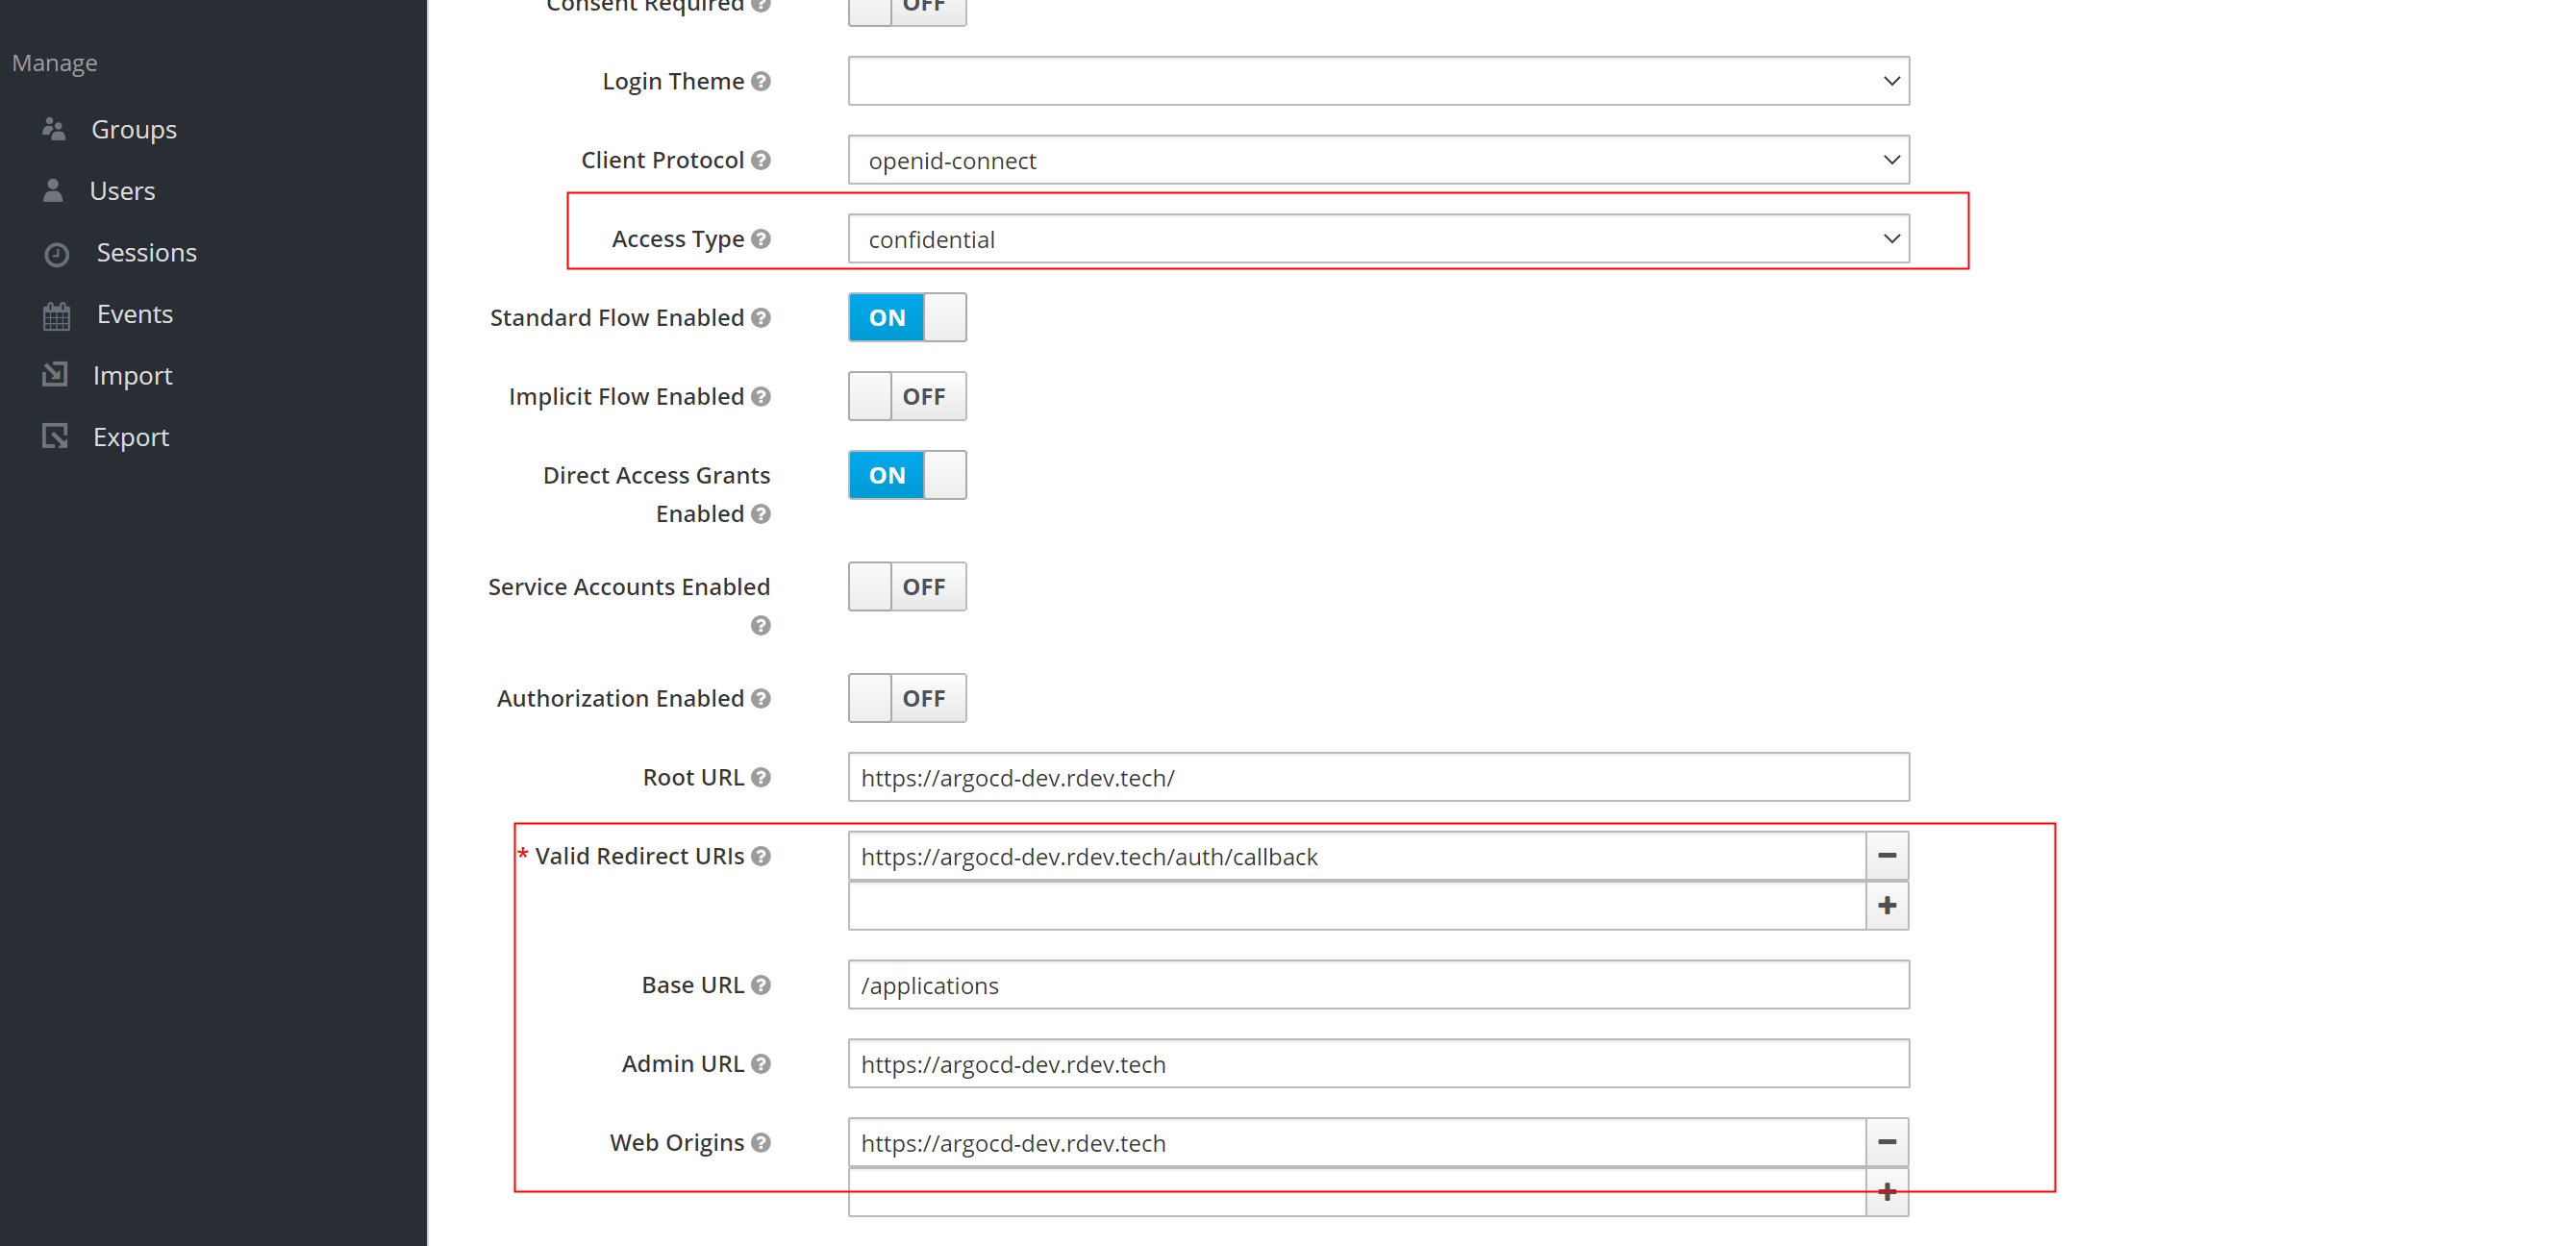 Manage
Groups
Users
Sessions
Events
Import
Export
Consent Required OFF
Login Theme
Client Protocol openid-connect
Access Type confidential
Standard Flow Enabled ON
Implicit Flow Enabled OFF
Direct Access Grants ON
Enabled
Service Accounts Enabled OFF
Authorization Enabled OFF
Root URL https://argocd-dev.rdev.tech/
* Valid Redirect URIs https://argocd-dev.rdev.tech/auth/callback
Base URL /applications
Admin URL https://argocd-dev.rdev.tech
Web Origins https://argocd-dev.rdev.tech